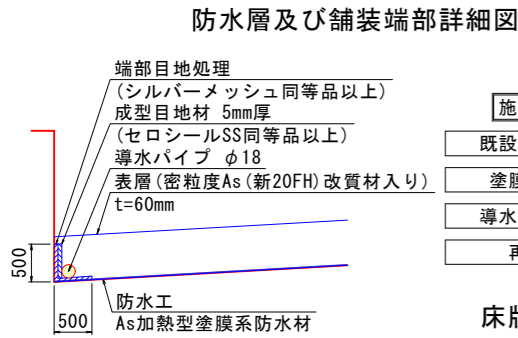 防水層及び舗装端部詳細図
端部目地処理
(シルバーメッシュ同等品以上)
成型目地材 5mm厚
(セロシールSS同等品以上)
導水パイプ φ18
表層(密粒度As(新20FH)改質材入り)
t=60mm
500
500
防水工
As加熱型塗膜系防水材
施
既設
塗膜
導水
再
床版